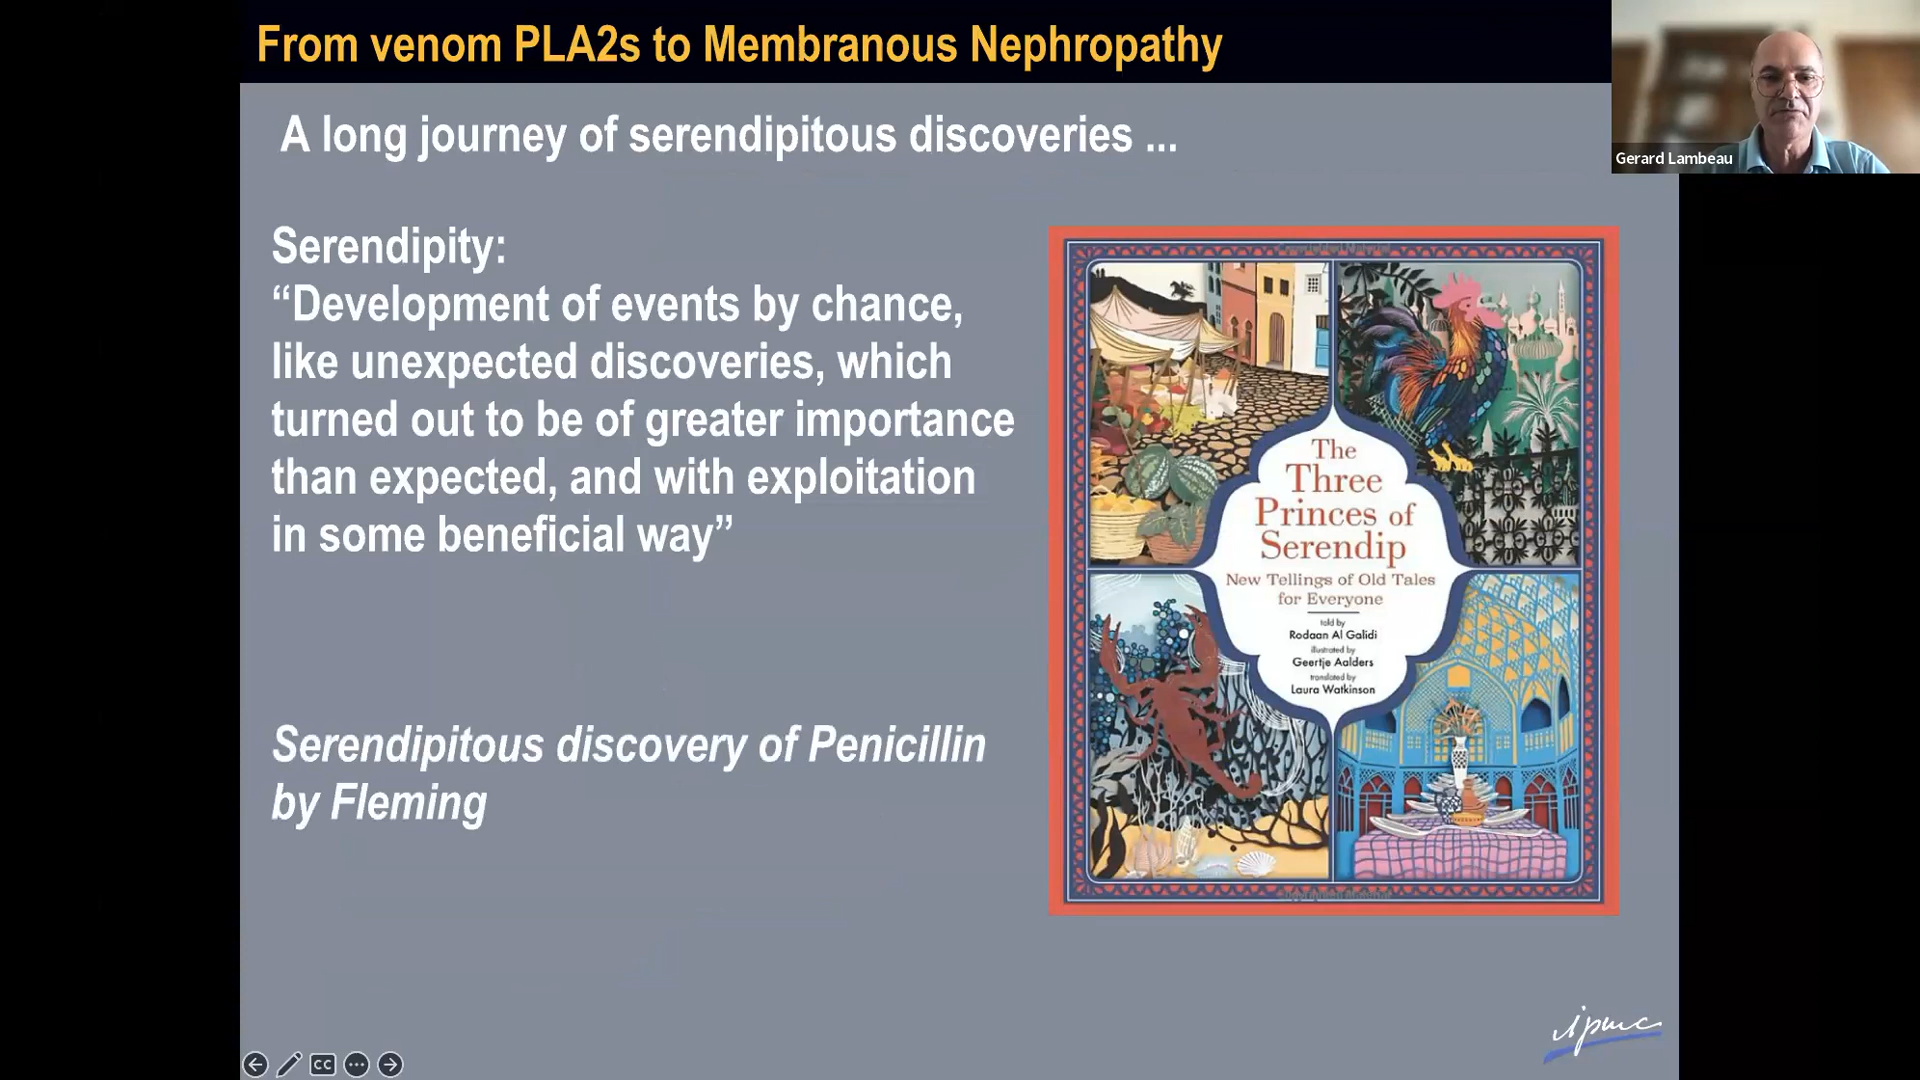 From venom PLA2s to Membranous Nephropathy
A long journey of serendipitous discoveries ...
Gerard Lambeau
Serendipity:
“Development of events by chance,
like unexpected discoveries, which
turned out to be of greater importance
than expected, and with exploitation
in some beneficial way”
Serendipitous discovery of Penicillin
by Fleming
The
Three
Princes of
Serendip
New Tellings of Old Tales
for Everyone
told by
Rodaan Al Galidi
illustrated by
Geertje Aalders
translated by
Laura Watkinson
ipmc
CC